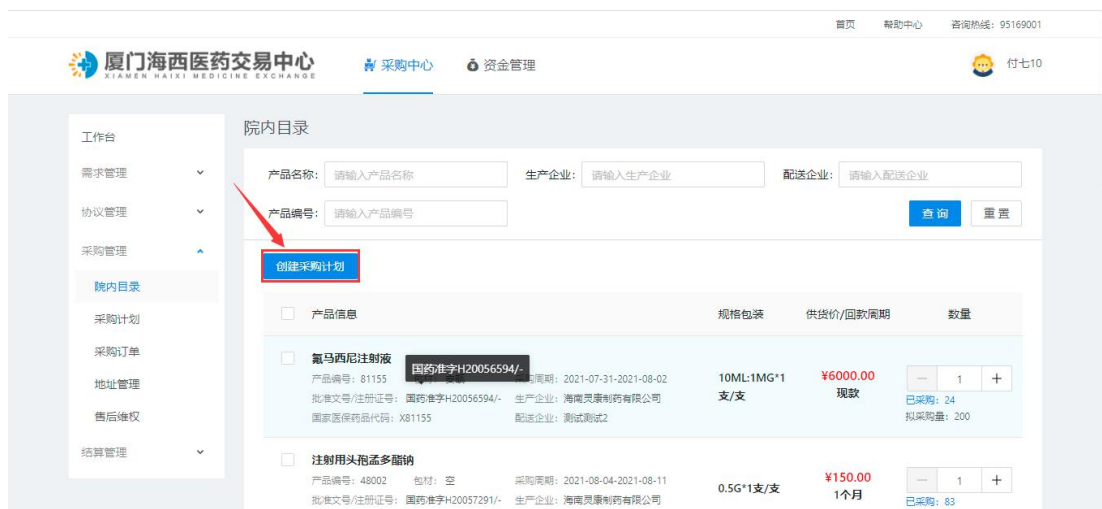 首页 帮助中心 咨询热线: 95169001
厦门海西医药交易中心 采购中心 资金管理 付七10
XIAMEN HAIXI MEDICINE EXCHANGE
工作台
需求管理
协议管理
采购管理
院内目录
采购计划
采购订单
地址管理
售后维权
结算管理
院内目录
产品名称: 请输入产品名称 生产企业: 请输入生产企业 配送企业: 请输入配送企业
产品编号: 请输入产品编号 查询 重置
创建采购计划
产品信息 规格包装 供货价/回款周期 数量
氟马西尼注射液
国药准字H20056594/-
产品编号: 81155 采购周期: 2021-07-31-2021-08-02
批准文号/注册证号: 国药准字H20056594/- 生产企业: 海南灵康制药有限公司
国家医保药品代码: X81155 配送企业: 测试测试2
10ML:1MG*1
支/支
¥6000.00
现款
1
已采购: 24
拟采购量: 200
注射用头孢孟多酯钠
产品编号: 48002 包材: 空 采购周期: 2021-08-04-2021-08-11
批准文号/注册证号: 国药准字H20057291/- 生产企业: 海南灵康制药有限公司
0.5G*1支/支
¥150.00
1个月
1
已采购: 83